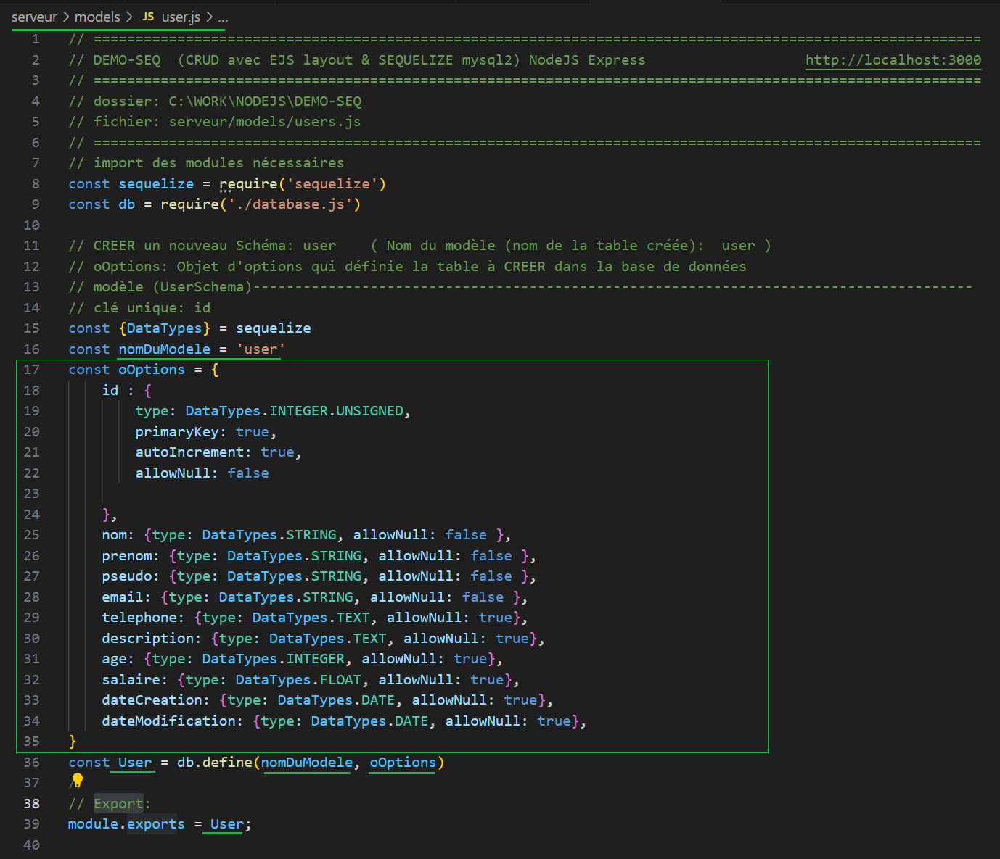 serveur > models > JS user.js > ...
1 // ==========================================================================================================
2 // DEMO-SEQ  (CRUD avec EJS layout & SEQUELIZE mysql2) NodeJS Express                   http://localhost:3000
3 // ==========================================================================================================
4 // dossier: C:\WORK\NODEJS\DEMO-SEQ
5 // fichier: serveur/models/users.js
6 // ==========================================================================================================
7 // import des modules nécessaires
8 const sequelize = require('sequelize')
9 const db = require('./database.js')
10
11 // CREER un nouveau Schéma: user    ( Nom du modèle (nom de la table créée):  user )
12 // oOptions: Objet d'options qui définie la table à CREER dans la base de données
13 // modèle (UserSchema)--------------------------------------------------------------------------------------
14 // clé unique: id
15 const {DataTypes} = sequelize
16 const nomDuModele = 'user'
17 const oOptions = {
18     id : {
19         type: DataTypes.INTEGER.UNSIGNED,
20         primaryKey: true,
21         autoIncrement: true,
22         allowNull: false
23
24     },
25     nom: {type: DataTypes.STRING, allowNull: false },
26     prenom: {type: DataTypes.STRING, allowNull: false },
27     pseudo: {type: DataTypes.STRING, allowNull: false },
28     email: {type: DataTypes.STRING, allowNull: false },
29     telephone: {type: DataTypes.TEXT, allowNull: true},
30     description: {type: DataTypes.TEXT, allowNull: true},
31     age: {type: DataTypes.INTEGER, allowNull: true},
32     salaire: {type: DataTypes.FLOAT, allowNull: true},
33     dateCreation: {type: DataTypes.DATE, allowNull: true},
34     dateModification: {type: DataTypes.DATE, allowNull: true},
35 }
36 const User = db.define(nomDuModele, oOptions)
37 /
38 // Export:
39 module.exports = User;
40